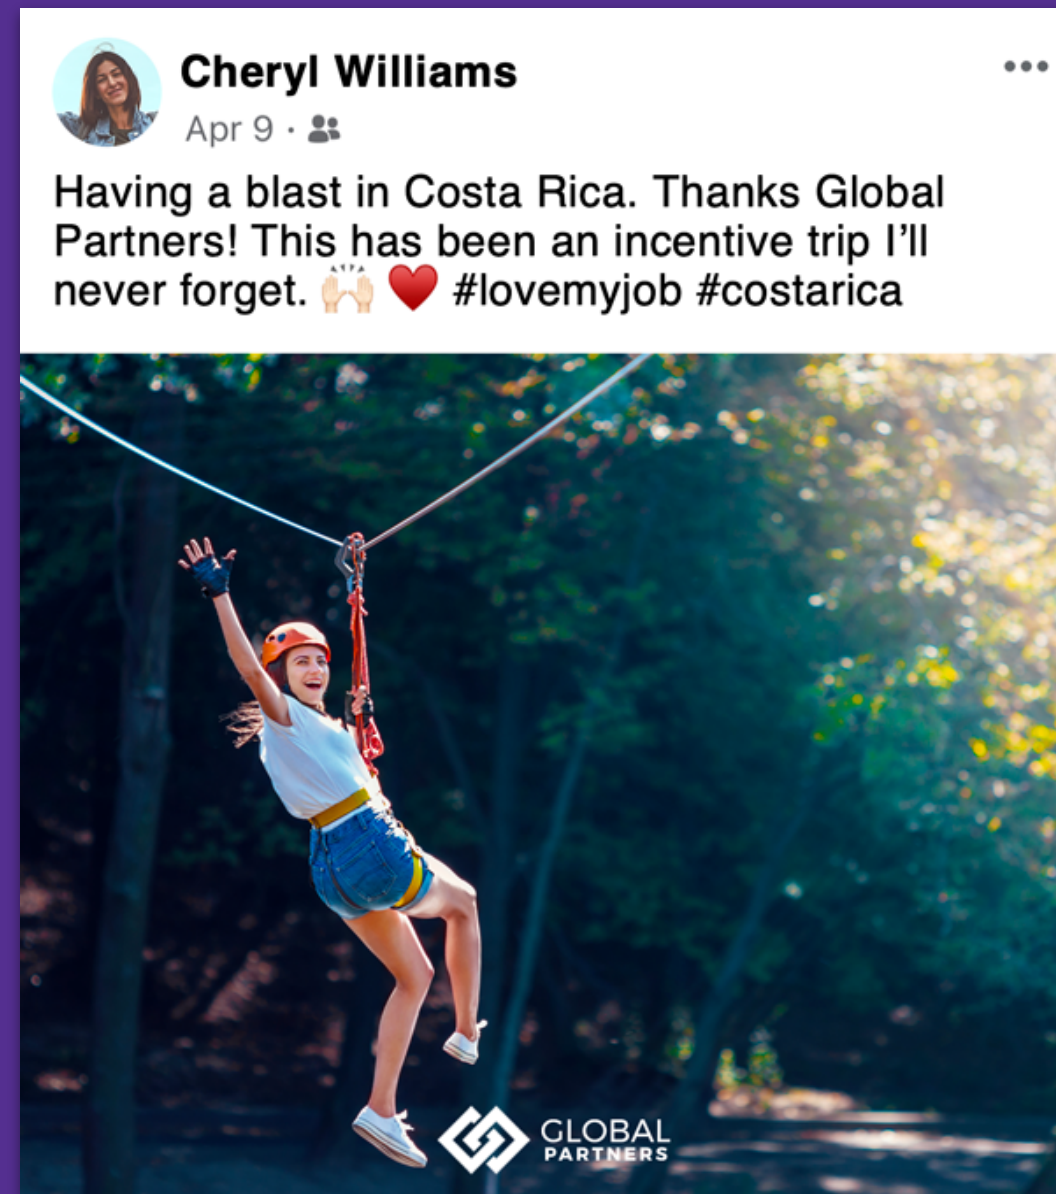 Cheryl Williams
Apr 9 ·
Having a blast in Costa Rica. Thanks Global
Partners! This has been an incentive trip I’ll
never forget. 🙌🏻 ❤️ #lovemyjob #costarica
GLOBAL
PARTNERS